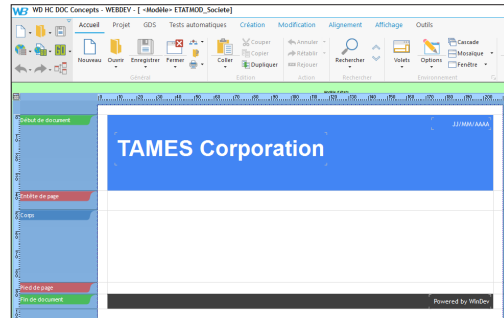 WD HC DOC Concepts - WEBDEV - [ <Modèle> ETATMOD_Societe]
Accueil Projet GDS Tests automatiques Création Modification Alignement Affichage Outils
Nouveau Ouvrir Enregistrer Fermer
Coller
Couper
Copier
Dupliquer
Annuler
Rétablir
Rejouer
Rechercher
Volets Options
Cascade
Mosaïque
Fenêtre
Général Edition Action Rechercher Environnement
Début de document
JJ/MM/AAAA
TAMES Corporation
Entête de page
Corps
Pied de page
Fin de document
Powered by WinDev